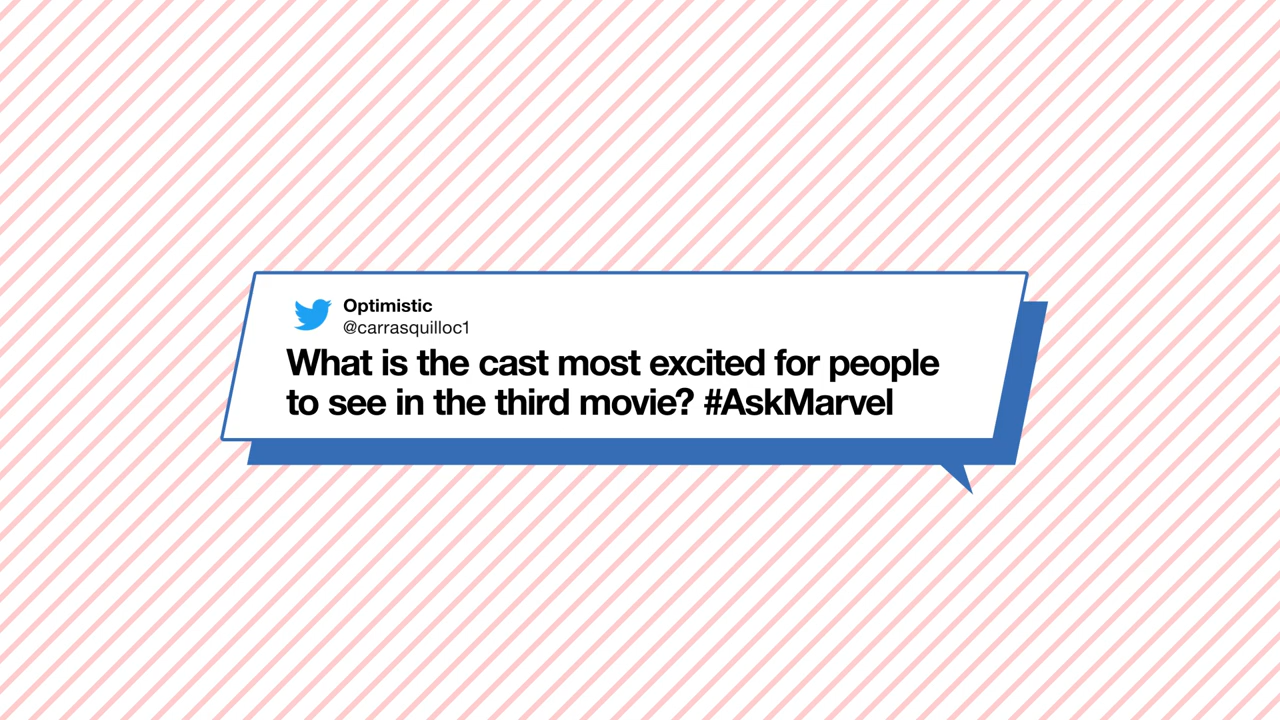 Optimistic
@carrasquilloc1
What is the cast most excited for people
to see in the third movie? #AskMarvel